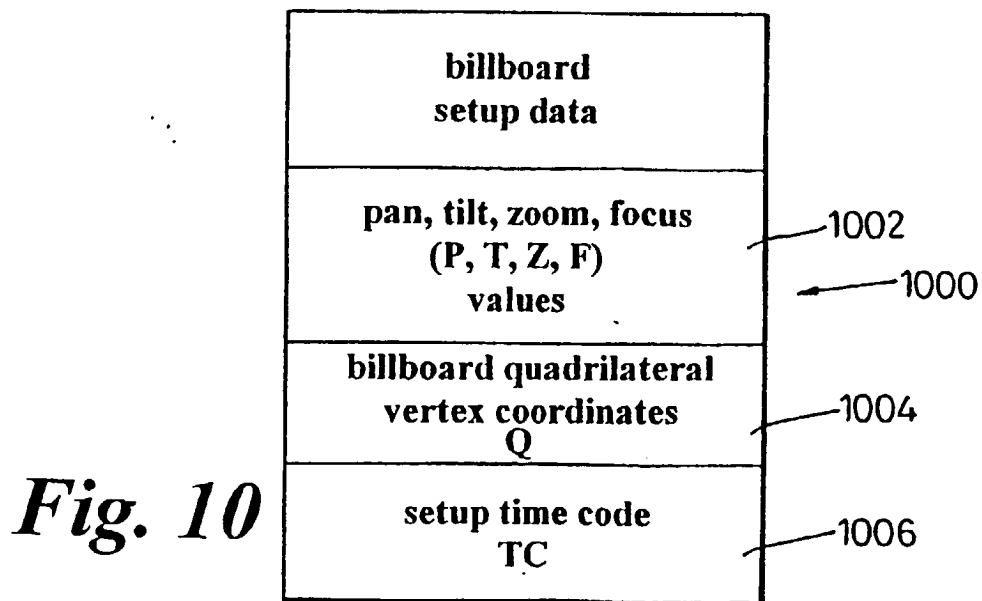 billboard
setup data
pan, tilt, zoom, focus
(P, T, Z, F)
values
1002
1000
billboard quadrilateral
vertex coordinates
Q
1004
Fig. 10
setup time code
TC
1006